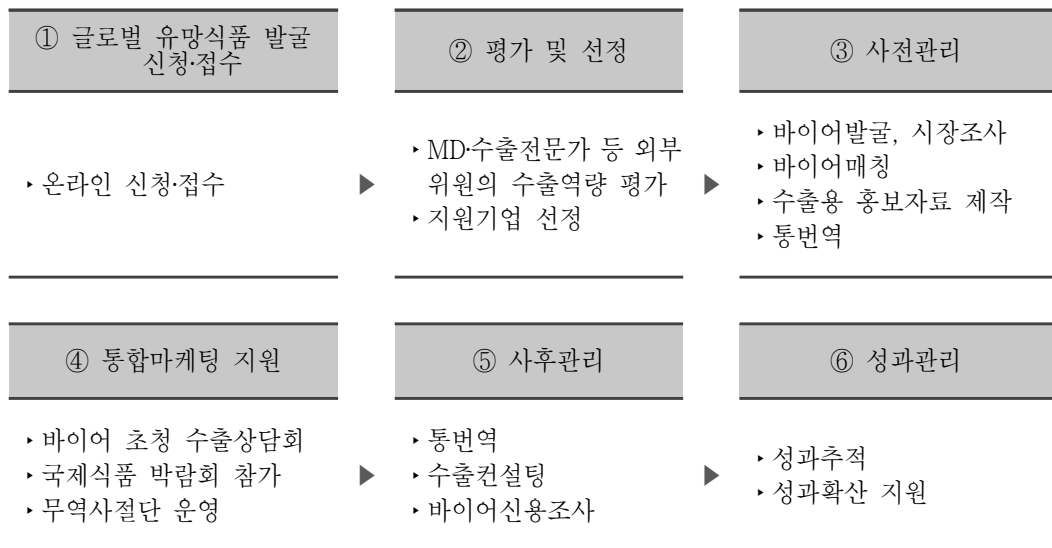 ① 글로벌 유망식품 발굴
신청·접수
‣온라인 신청·접수
▶
② 평가 및 선정
‣MD·수출전문가 등 외부
위원의 수출역량 평가
‣지원기업 선정
▶
③ 사전관리
‣바이어발굴, 시장조사
‣바이어매칭
‣수출용 홍보자료 제작
‣통번역
④ 통합마케팅 지원
‣바이어 초청 수출상담회
‣국제식품 박람회 참가
‣무역사절단 운영
▶
⑤ 사후관리
‣통번역
‣수출컨설팅
‣바이어신용조사
▶
⑥ 성과관리
‣성과추적
‣성과확산 지원